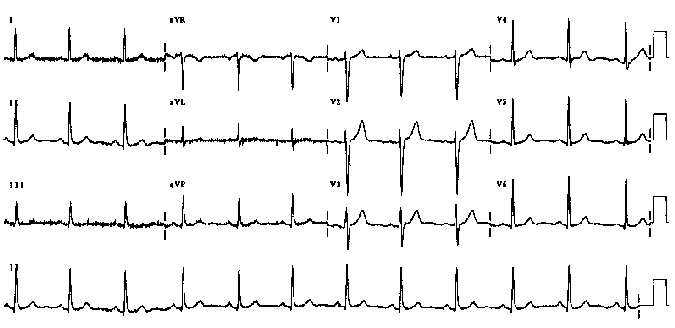 I aVR V1 V4
II aVL V2 V5
III aVF V3 V6
II